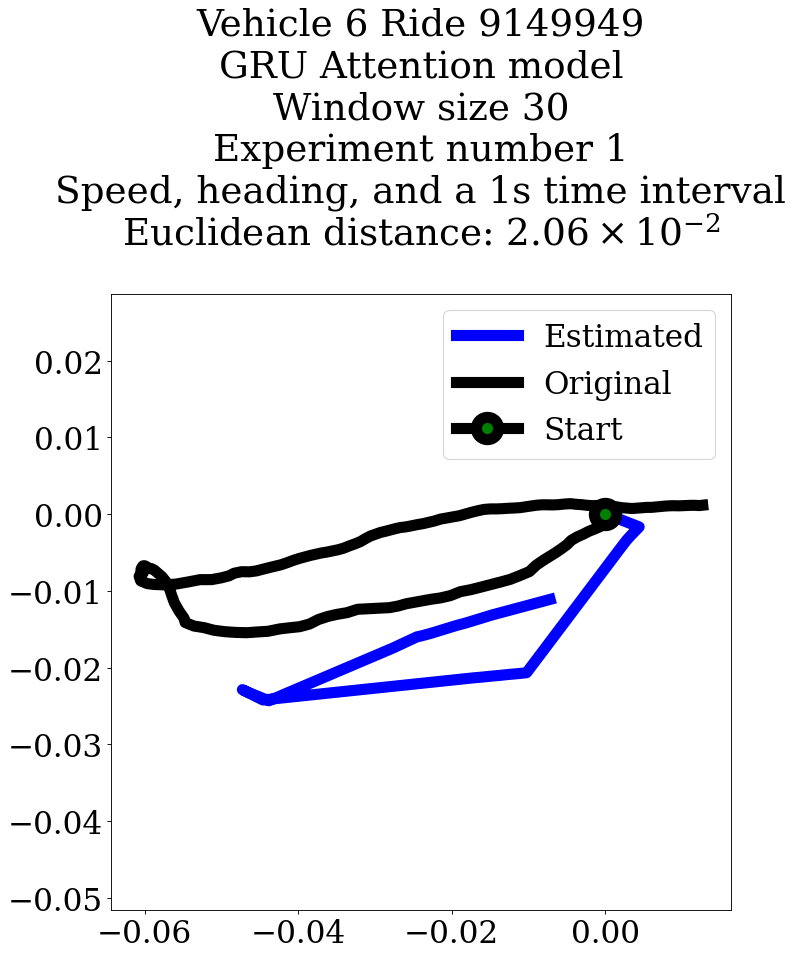 Vehicle 6 Ride 9149949
GRU Attention model
Window size 30
Experiment number 1
Speed, heading, and a 1s time interval
Euclidean distance: 2.06 × 10⁻²
Estimated
Original
Start
0.02
0.01
0.00
−0.01
−0.02
−0.03
−0.04
−0.05
−0.06 −0.04 −0.02 0.00